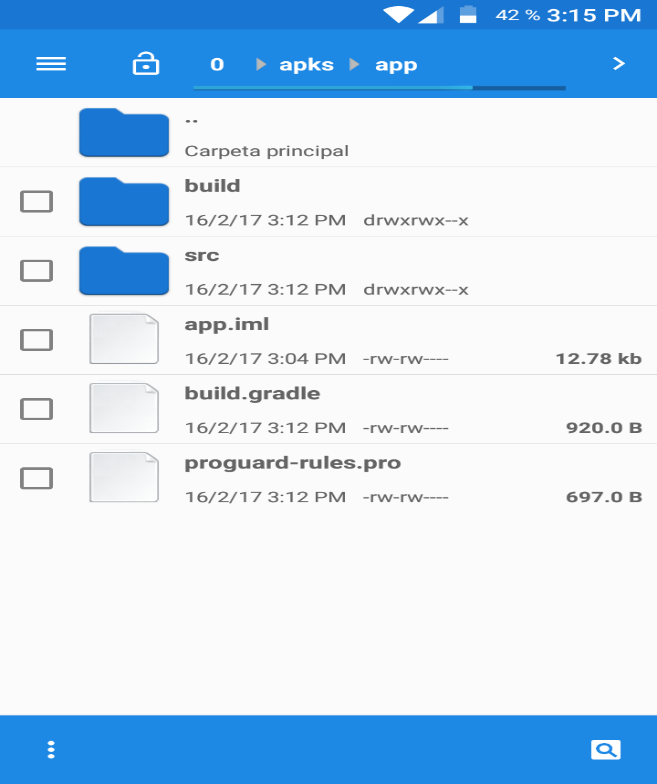 42 % 3:15 PM
0 apks app
..
Carpeta principal
build
16/2/17 3:12 PM drwxrwx--x
src
16/2/17 3:12 PM drwxrwx--x
app.iml
16/2/17 3:04 PM -rw-rw---- 12.78 kb
build.gradle
16/2/17 3:12 PM -rw-rw---- 920.0 B
proguard-rules.pro
16/2/17 3:12 PM -rw-rw---- 697.0 B